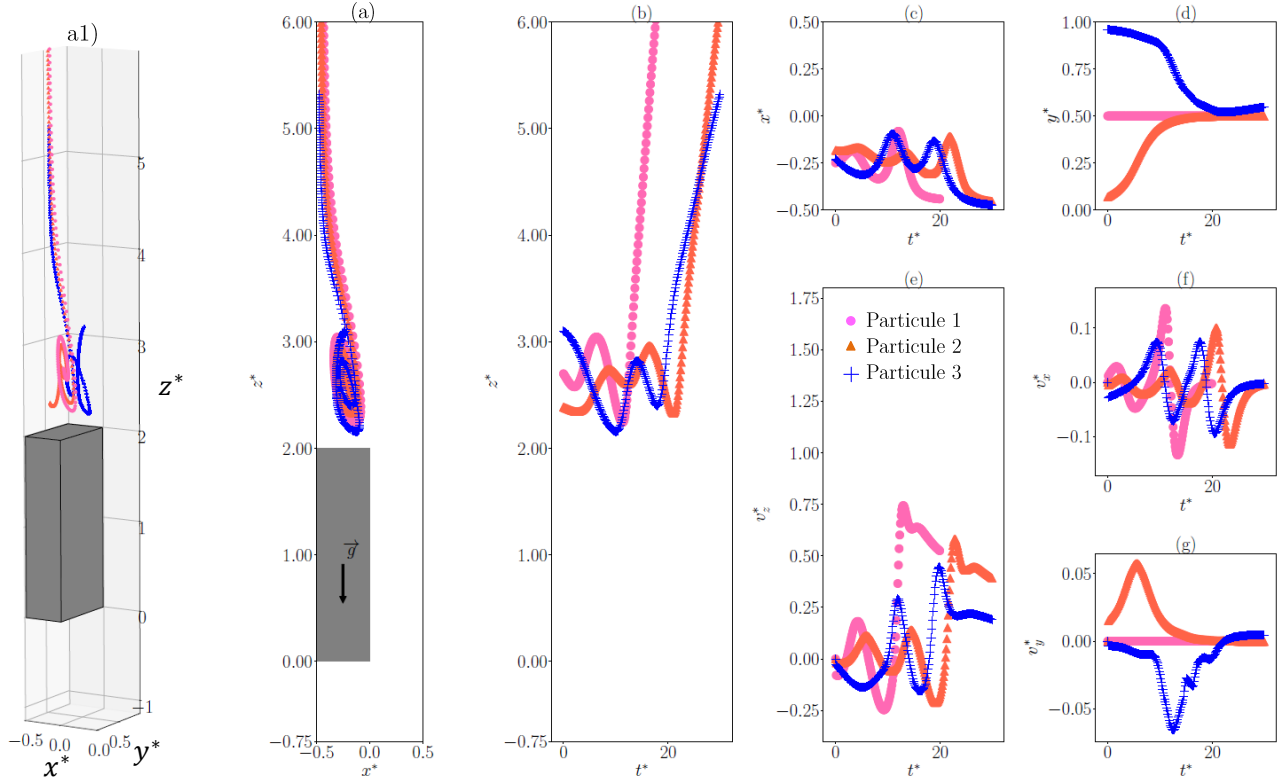 a1)
5
4
3
2
1
0
−1
z*
−0.5
0.0
x*
0.0
0.5
y*
(a)
6.00
5.00
4.00
3.00
2.00
1.00
0.00
−0.75
z*
g
−0.5
0.0
0.5
x*
(b)
6.00
5.00
4.00
3.00
2.00
1.00
0.00
−0.75
z*
0
20
t*
(c)
0.50
0.25
0.00
−0.25
−0.50
x*
0
20
t*
(d)
1.00
0.75
0.50
0.25
0.00
y*
0
20
t*
(e)
1.75
1.50
1.25
1.00
0.75
0.50
0.25
0.00
−0.25
v*z
Particule 1
Particule 2
Particule 3
0
20
t*
(f)
0.1
0.0
−0.1
v*x
0
20
t*
(g)
0.05
0.00
−0.05
v*y
0
20
t*